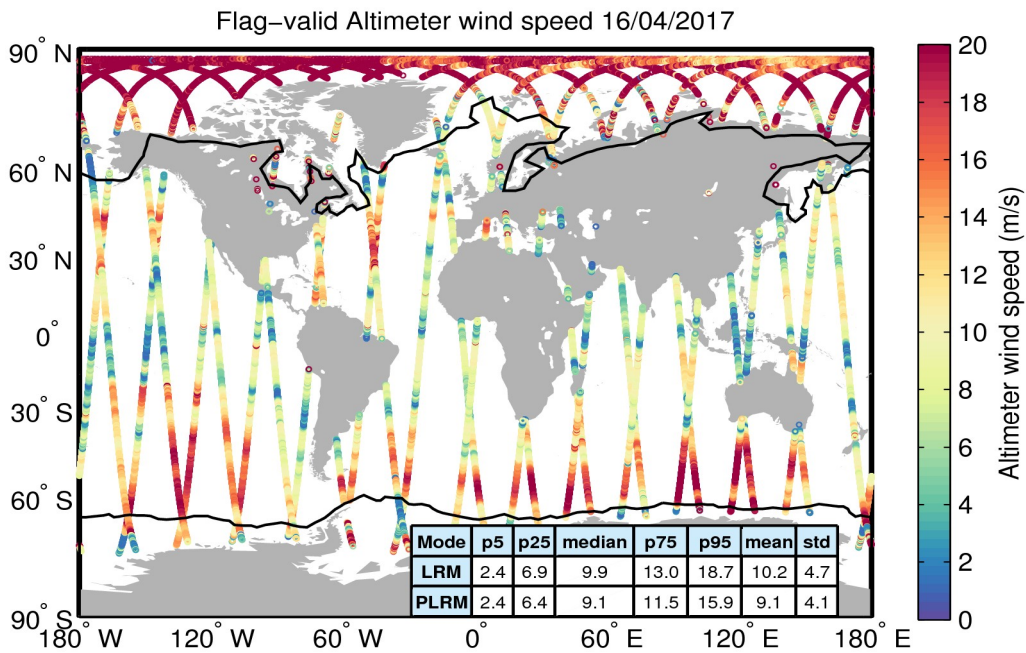 Flag−valid Altimeter wind speed 16/04/2017
90° N
60° N
30° N
0°
30° S
60° S
90° S
180° W
120° W
60° W
0°
60° E
120° E
180° E
Mode p5 p25 median p75 p95 mean std
LRM 2.4 6.9 9.9 13.0 18.7 10.2 4.7
PLRM 2.4 6.4 9.1 11.5 15.9 9.1 4.1
20
18
16
14
12
10
8
6
4
2
0
Altimeter wind speed (m/s)